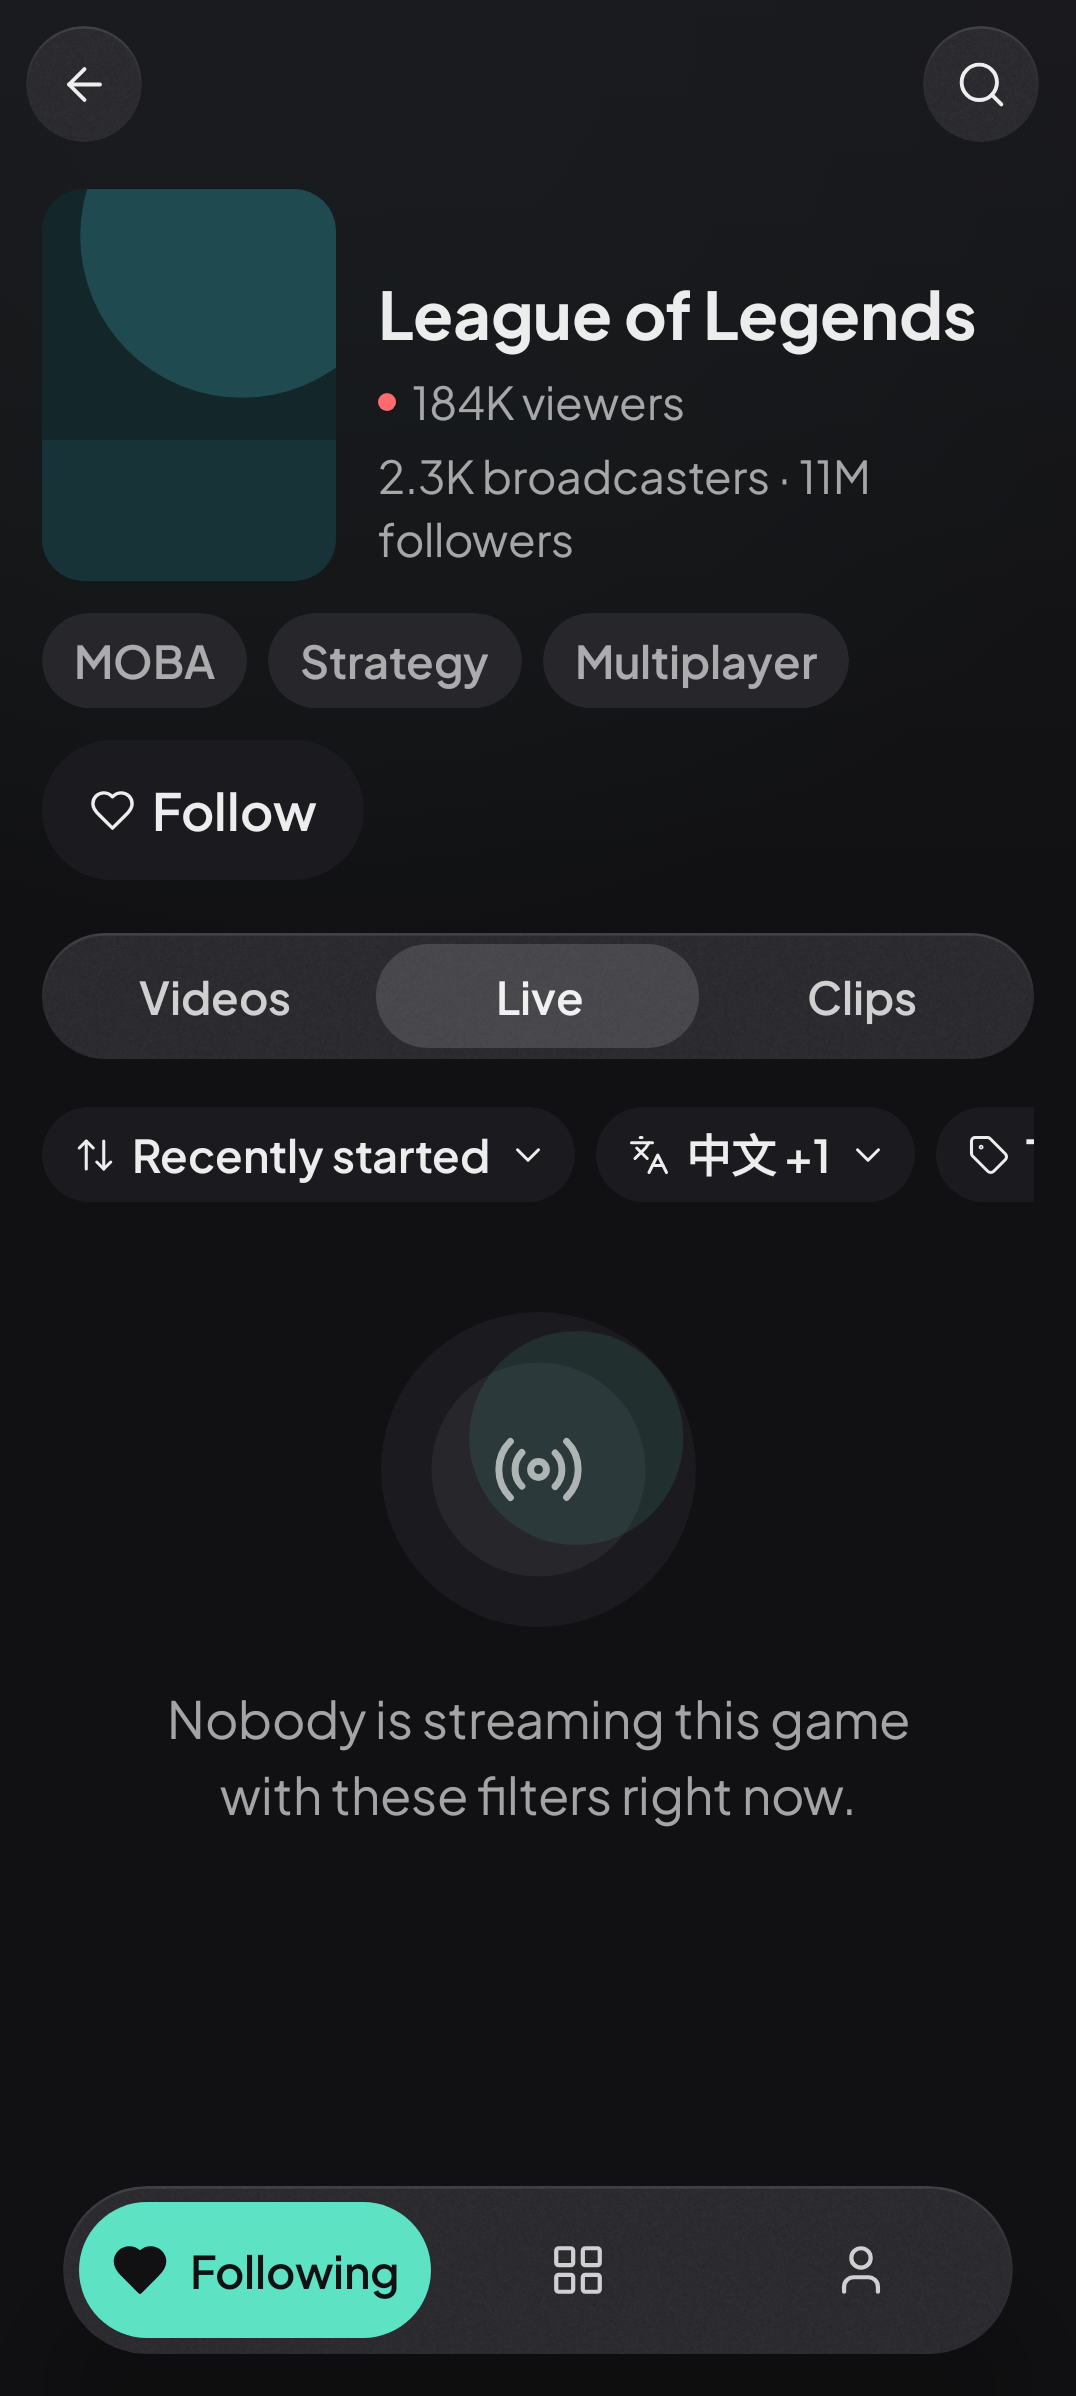 League of Legends
184K viewers
2.3K broadcasters · 11M
followers
MOBA
Strategy
Multiplayer
Follow
Videos
Live
Clips
Recently started
中文 +1
Nobody is streaming this game
with these filters right now.
Following